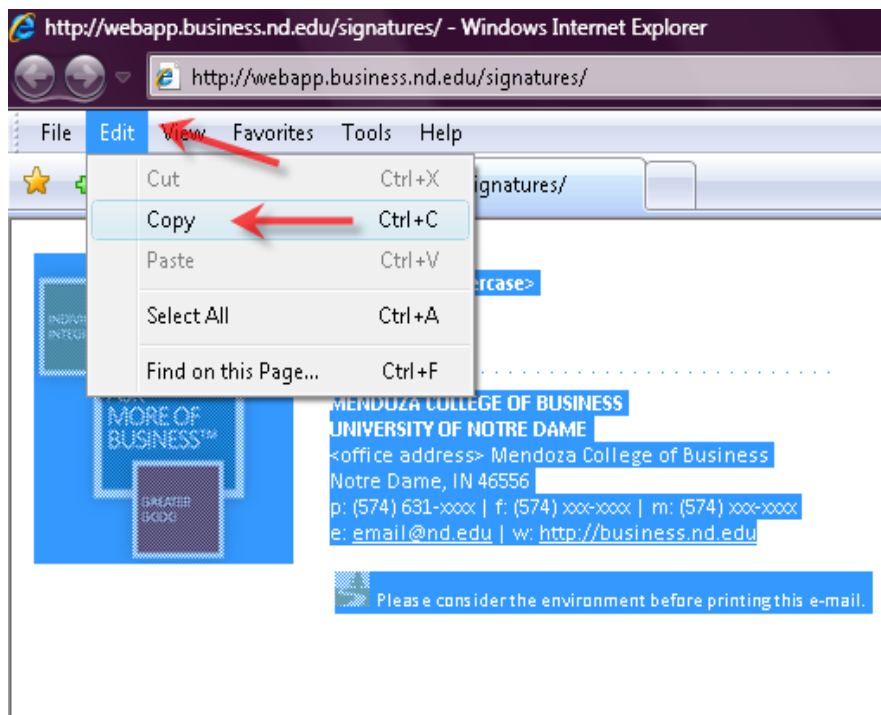 http://webapp.business.nd.edu/signatures/ - Windows Internet Explorer
http://webapp.business.nd.edu/signatures/
File Edit View Favorites Tools Help
ignatures/
Cut Ctrl+X
Copy Ctrl+C
Paste Ctrl+V
Select All Ctrl+A
Find on this Page... Ctrl+F
ercase>
MORE OF
BUSINESS™
GREATER
GOOD
MENDOZA COLLEGE OF BUSINESS
UNIVERSITY OF NOTRE DAME
<office address> Mendoza College of Business
Notre Dame, IN 46556
p: (574) 631-xxxx | f: (574) xxx-xxxx | m: (574) xxx-xxxx
e: email@nd.edu | w: http://business.nd.edu
Please consider the environment before printing this e-mail.